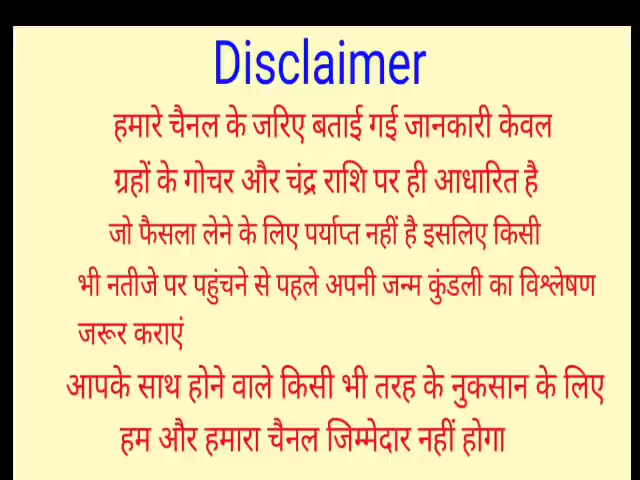 Disclaimer
हमारे चैनल के जरिए बताई गई जानकारी केवल
ग्रहों के गोचर और चंद्र राशि पर ही आधारित है
जो फैसला लेने के लिए पर्याप्त नहीं है इसलिए किसी
भी नतीजे पर पहुंचने से पहले अपनी जन्म कुंडली का विश्लेषण
जरूर कराएं
आपके साथ होने वाले किसी भी तरह के नुकसान के लिए
हम और हमारा चैनल जिम्मेदार नहीं होगा